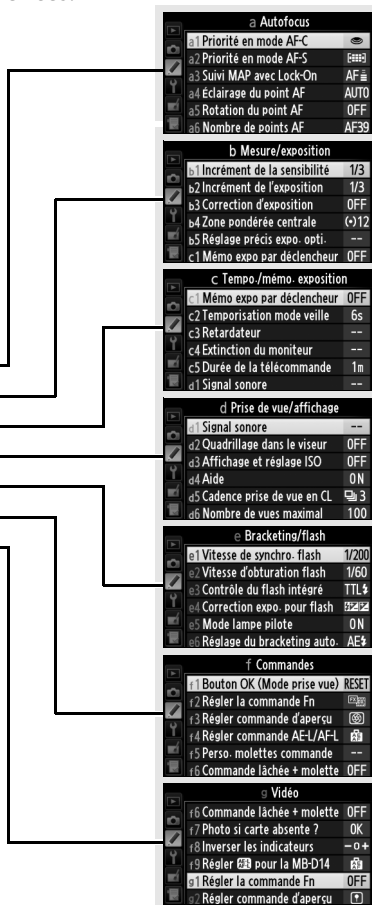 a Autofocus
a1 Priorité en mode AF-C
a2 Priorité en mode AF-S
a3 Suivi MAP avec Lock-On AF
a4 Éclairage du point AF AUTO
a5 Rotation du point AF OFF
a6 Nombre de points AF AF39
b Mesure/exposition
b1 Incrément de la sensibilité 1/3
b2 Incrément de l'exposition 1/3
b3 Correction d'exposition OFF
b4 Zone pondérée centrale (•)12
b5 Réglage précis expo. opti. --
c1 Mémo expo par déclencheur OFF
c Tempo./mémo. exposition
c1 Mémo expo par déclencheur OFF
c2 Temporisation mode veille 6s
c3 Retardateur --
c4 Extinction du moniteur --
c5 Durée de la télécommande 1m
d1 Signal sonore
d Prise de vue/affichage
d1 Signal sonore --
d2 Quadrillage dans le viseur OFF
d3 Affichage et réglage ISO OFF
d4 Aide ON
d5 Cadence prise de vue en CL 3
d6 Nombre de vues maximal 100
e Bracketing/flash
e1 Vitesse de synchro. flash 1/200
e2 Vitesse d'obturation flash 1/60
e3 Contrôle du flash intégré TTL
e4 Correction expo. pour flash
e5 Mode lampe pilote ON
e6 Réglage du bracketing auto. AE
f Commandes
f1 Bouton OK (Mode prise vue) RESET
f2 Régler la commande Fn
f3 Régler commande d'aperçu
f4 Régler commande AE-L/AF-L
f5 Perso. molettes commande --
f6 Commande lâchée + molette OFF
g Vidéo
f6 Commande lâchée + molette OFF
f7 Photo si carte absente ? OK
f8 Inverser les indicateurs -0+
f9 Régler pour la MB-D14
g1 Régler la commande Fn OFF
g2 Régler commande d'aperçu